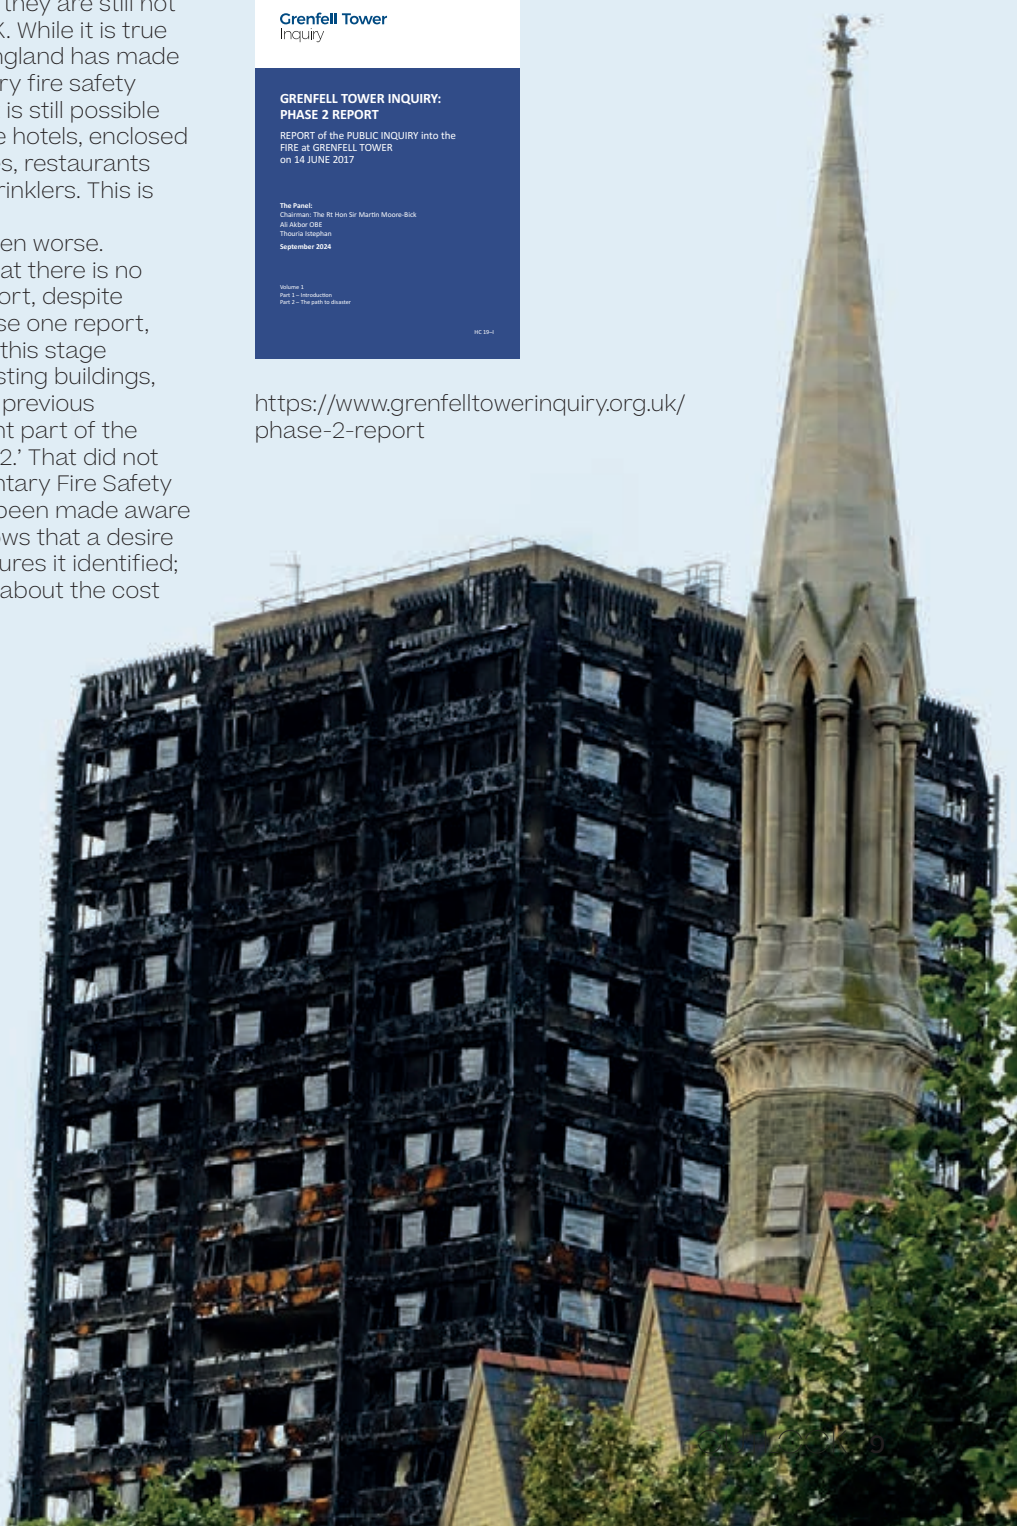 they are still not
K. While it is true
ngland has made
ry fire safety
is still possible
e hotels, enclosed
s, restaurants
rinklers. This is
en worse.
at there is no
ort, despite
se one report,
this stage
sting buildings,
previous
nt part of the
2.’ That did not
ntary Fire Safety
been made aware
ows that a desire
ures it identified;
about the cost
Grenfell Tower
Inquiry
GRENFELL TOWER INQUIRY:
PHASE 2 REPORT
REPORT of the PUBLIC INQUIRY into the
FIRE at GRENFELL TOWER
on 14 JUNE 2017
The Panel:
Chairman: The Rt Hon Sir Martin Moore-Bick
Ali Akbor OBE
Thouria Istephan
September 2024
Volume 1
Part 1 – Introduction
Part 2 – The path to disaster
HC 19–I
https://www.grenfelltowerinquiry.org.uk/
phase-2-report